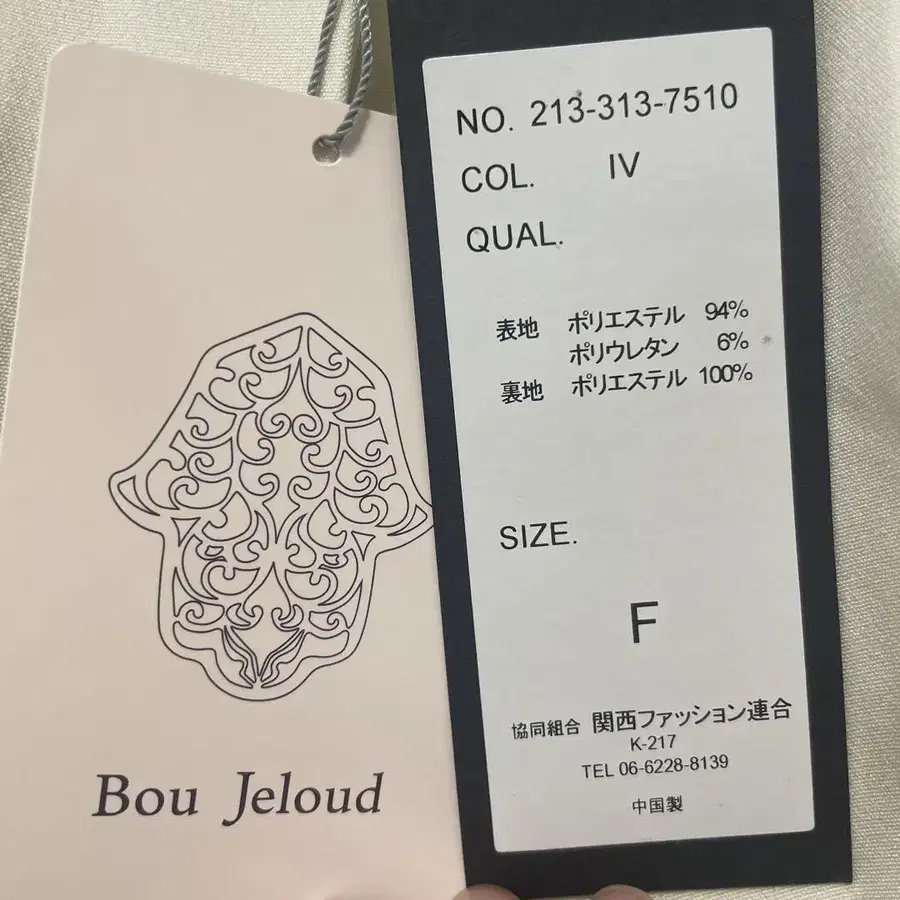 Bou Jeloud
NO. 213-313-7510
COL. IV
QUAL.
表地 ポリエステル 94%
ポリウレタン 6%
裏地 ポリエステル 100%
SIZE.
F
協同組合 関西ファッション連合
K-217
TEL 06-6228-8139
中国製